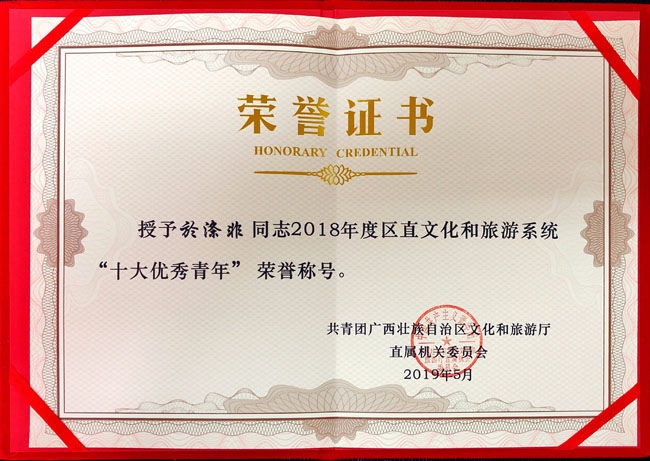 荣誉证书
HONORARY CREDENTIAL
授予於涤非同志2018年度区直文化和旅游系统
“十大优秀青年” 荣誉称号。
共青团广西壮族自治区文化和旅游厅
直属机关委员会
2019年5月